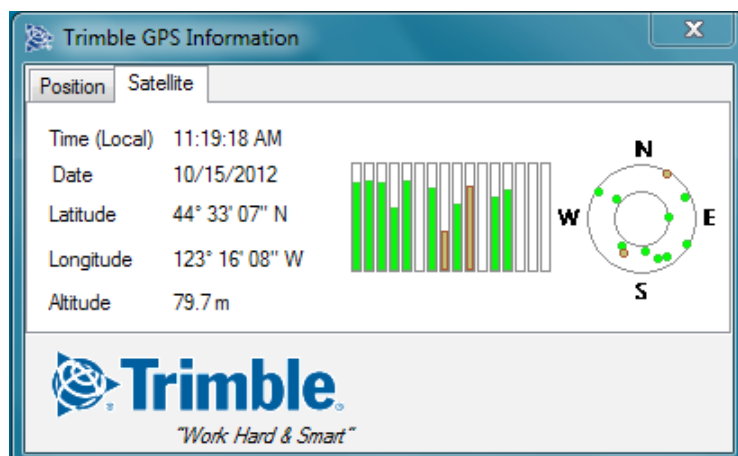 Trimble GPS Information
X
Position Satellite
Time (Local) 11:19:18 AM
Date 10/15/2012
Latitude 44° 33' 07" N
Longitude 123° 16' 08" W
Altitude 79.7 m
N
W E
S
Trimble®
"Work Hard & Smart"